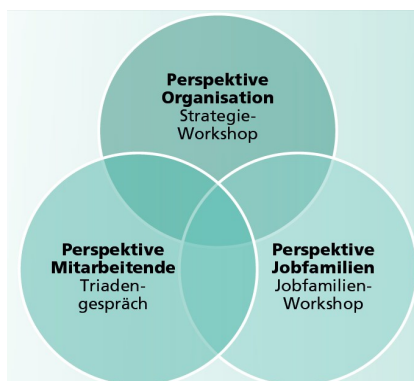 Perspektive
Organisation
Strategie-
Workshop
Perspektive
Mitarbeitende
Triaden-
gespräch
Perspektive
Jobfamilien
Jobfamilien-
Workshop